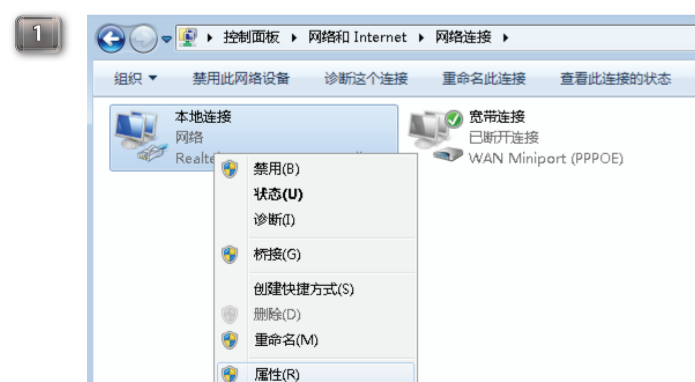 1
控制面板 网络和 Internet 网络连接
组织 禁用此网络设备 诊断这个连接 重命名此连接 查看此连接的状态
本地连接
网络
Realte
宽带连接
已断开连接
WAN Miniport (PPPOE)
禁用(B)
状态(U)
诊断(I)
桥接(G)
创建快捷方式(S)
删除(D)
重命名(M)
属性(R)